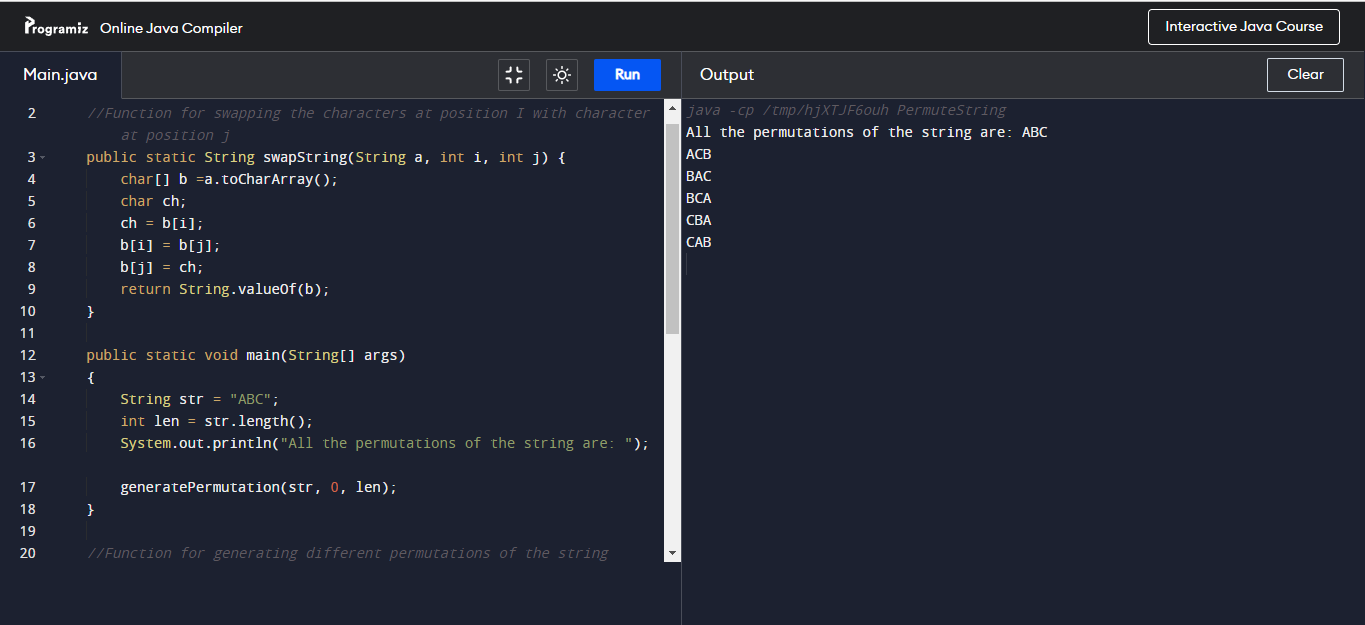 Programiz Online Java Compiler
Interactive Java Course
Main.java
Run
Output
Clear
2 //Function for swapping the characters at position I with character
at position j
3 public static String swapString(String a, int i, int j) {
4 char[] b =a.toCharArray();
5 char ch;
6 ch = b[i];
7 b[i] = b[j];
8 b[j] = ch;
9 return String.valueOf(b);
10 }
11
12 public static void main(String[] args)
13 {
14 String str = "ABC";
15 int len = str.length();
16 System.out.println("All the permutations of the string are: ");
17 generatePermutation(str, 0, len);
18 }
19
20 //Function for generating different permutations of the string
java -cp /tmp/hjXTJF6ouh PermuteString
All the permutations of the string are: ABC
ACB
BAC
BCA
CBA
CAB